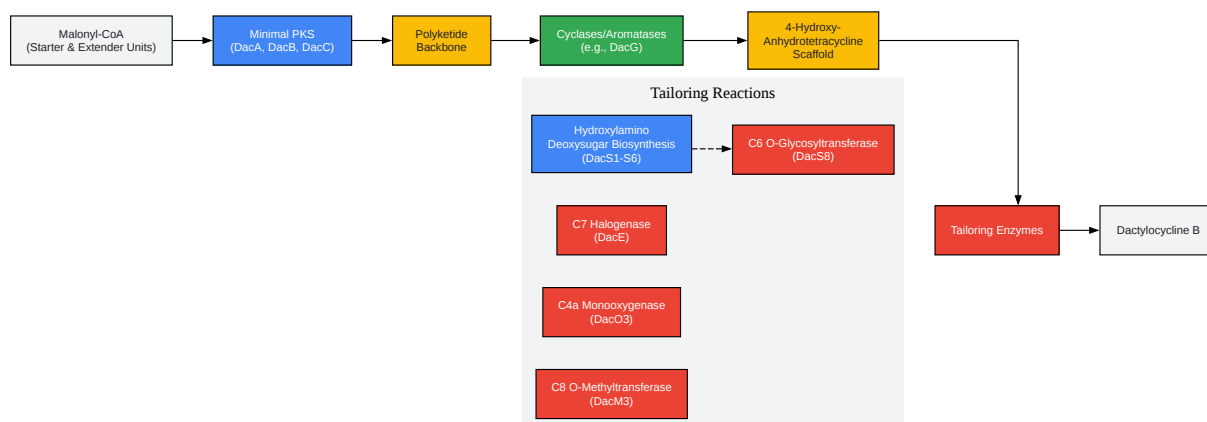 Malonyl-CoA
(Starter & Extender Units)
Minimal PKS
(DacA, DacB, DacC)
Polyketide
Backbone
Cyclases/Aromatases
(e.g., DacG)
4-Hydroxy-
Anhydrotetracycline
Scaffold
Tailoring Reactions
Hydroxylamino
Deoxysugar Biosynthesis
(DacS1-S6)
C6 O-Glycosyltransferase
(DacS8)
C7 Halogenase
(DacE)
C4a Monooxygenase
(DacO3)
C8 O-Methyltransferase
(DacM3)
Tailoring Enzymes
Dactylocycline B